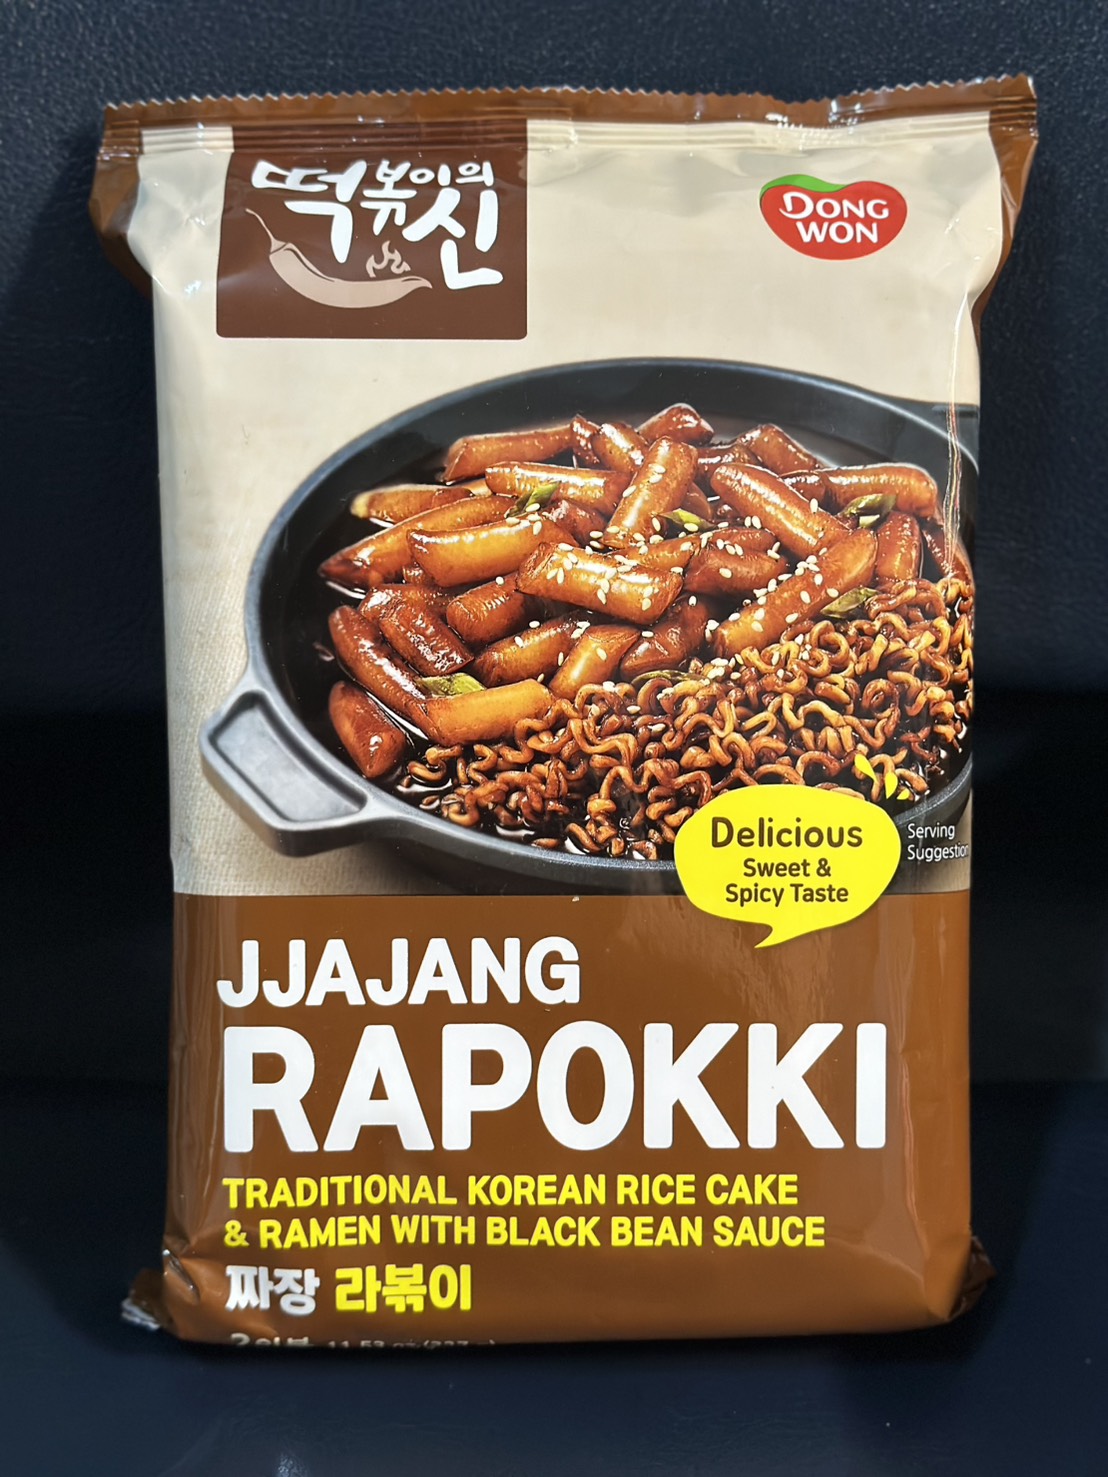 떡볶이의
신
DONG
WON
Delicious
Sweet &
Spicy Taste
Serving
Suggestion
JJAJANG
RAPOKKI
TRADITIONAL KOREAN RICE CAKE
& RAMEN WITH BLACK BEAN SAUCE
짜장 라볶이